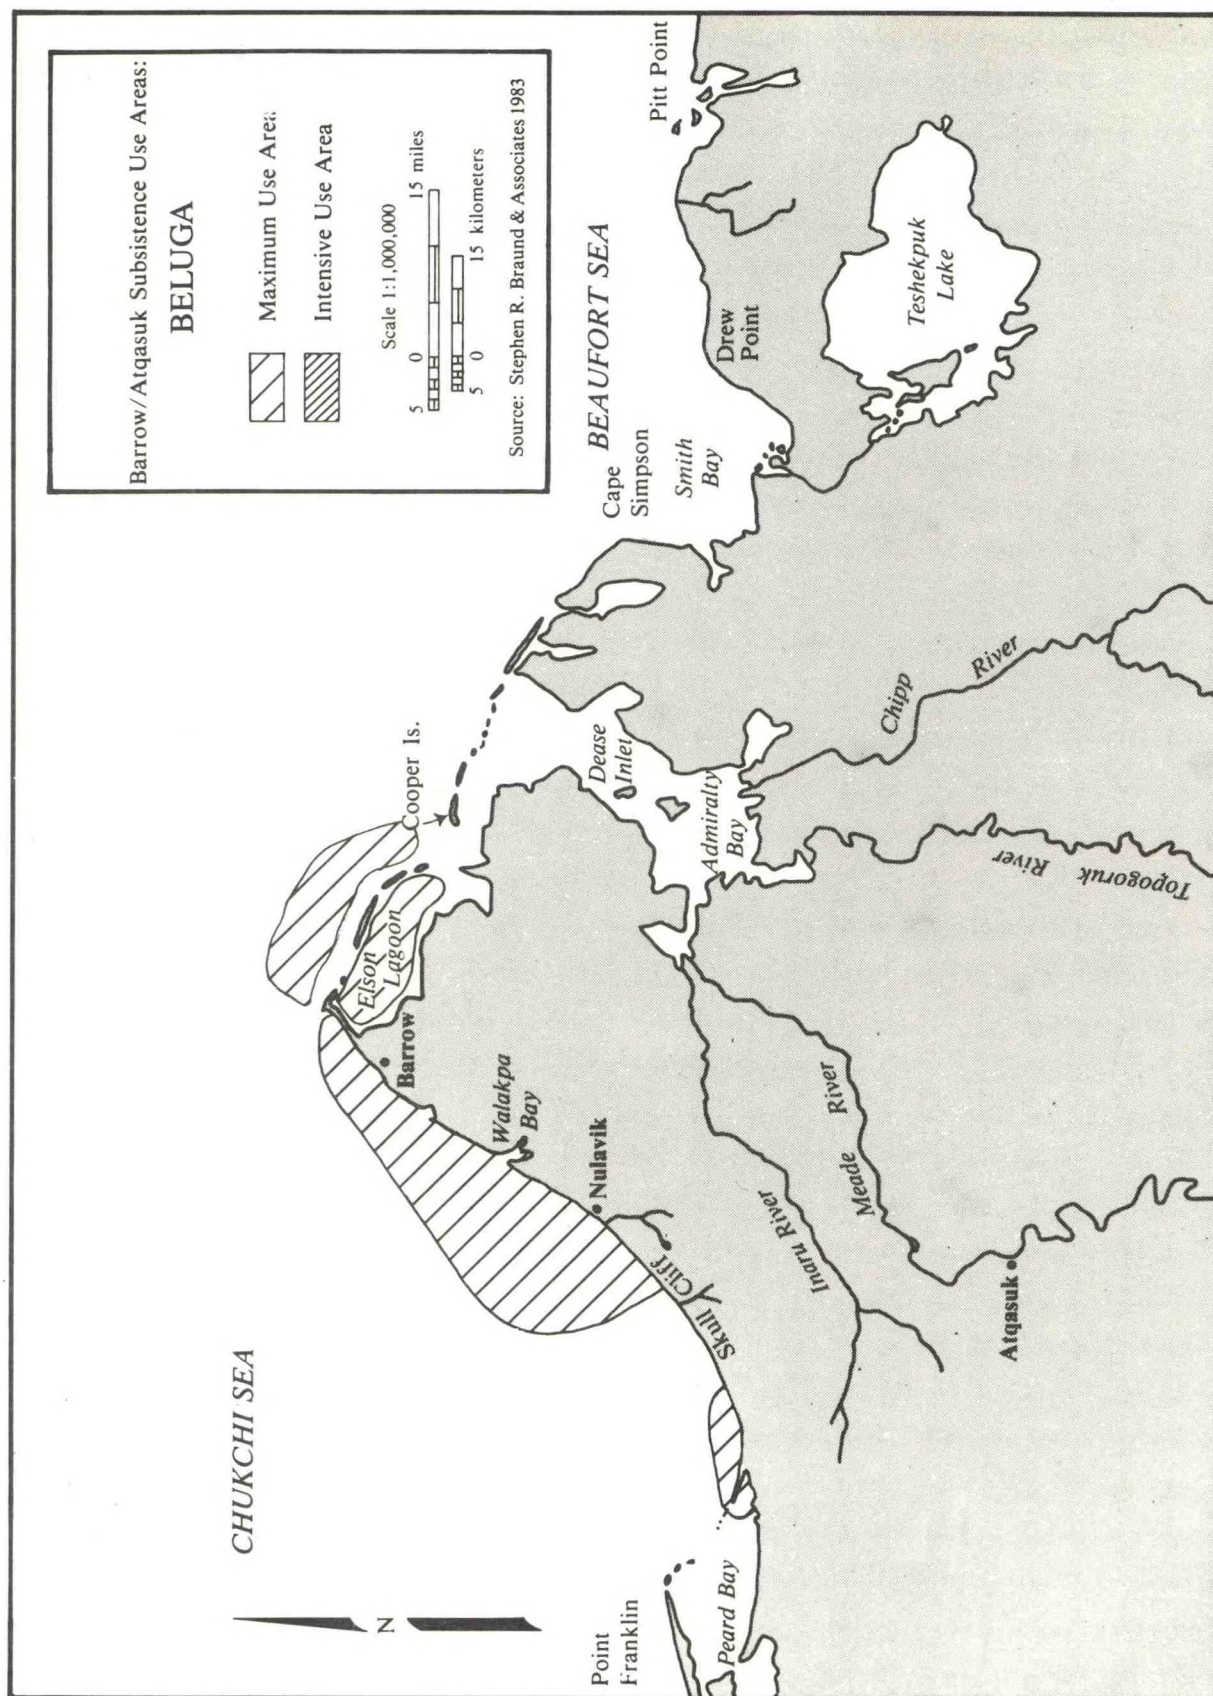 Barrow/Atqasuk Subsistence Use Areas:
BELUGA
Maximum Use Area
Intensive Use Area
Scale 1:1,000,000
5 0 15 miles
5 0 15 kilometers
Source: Stephen R. Braund & Associates 1983
CHUKCHI SEA
N
BEAUFORT SEA
Pitt Point
Cooper Is.
Cape
Simpson
Smith
Bay
Drew
Point
Teshekpuk
Lake
Elson
Lagoon
Barrow
Dease
Inlet
Admiralty
Bay
Walakpa
Bay
Nulavik
Skull Cliff
Point
Franklin
Peard Bay
Inaru River
Meade River
Atqasuk
Chipp River
Topogoruk River